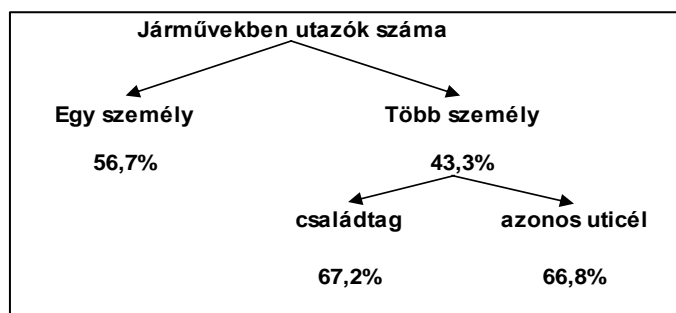 Járművekben utazók száma
Egy személy Több személy
56,7% 43,3%
családtag azonos uticél
67,2% 66,8%